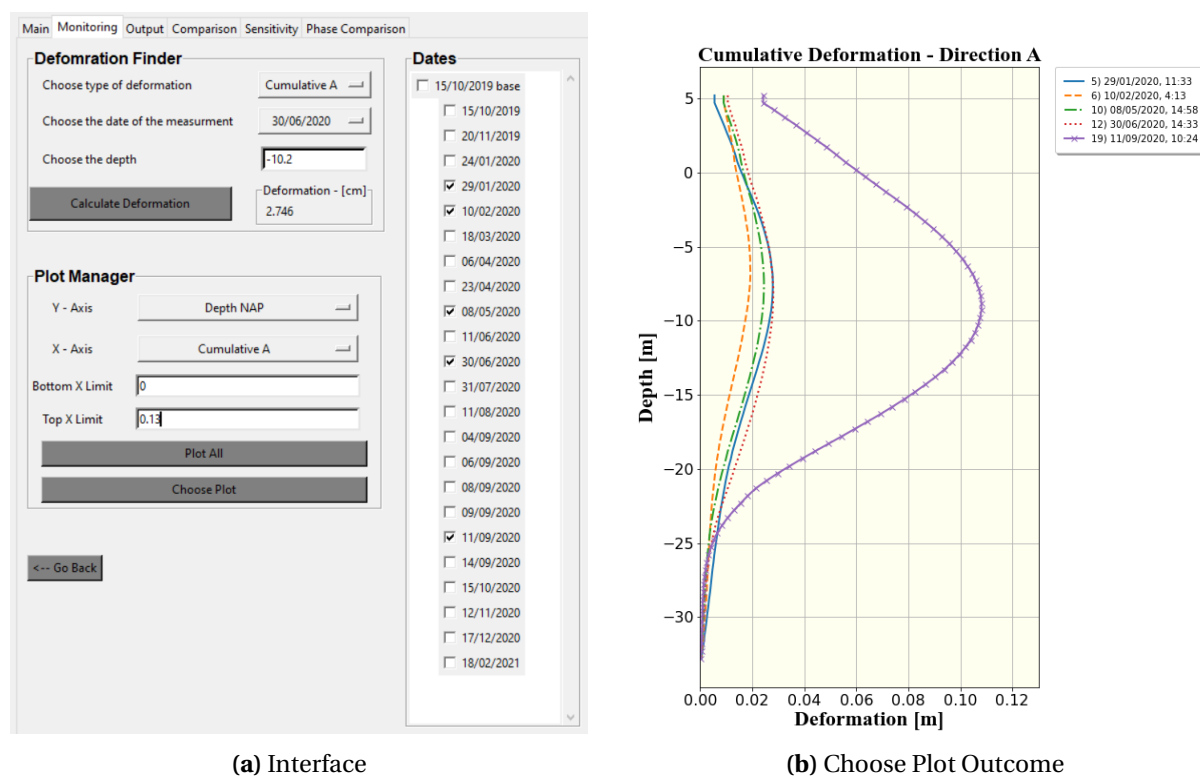 Main Monitoring Output Comparison Sensitivity Phase Comparison
Defomration Finder
Choose type of deformation Cumulative A
Choose the date of the measurment 30/06/2020
Choose the depth -10.2
Calculate Deformation
Deformation - [cm]
2.746
Plot Manager
Y - Axis Depth NAP
X - Axis Cumulative A
Bottom X Limit 0
Top X Limit 0.13
Plot All
Choose Plot
<-- Go Back
Dates
15/10/2019 base
15/10/2019
20/11/2019
24/01/2020
29/01/2020
10/02/2020
18/03/2020
06/04/2020
23/04/2020
08/05/2020
11/06/2020
30/06/2020
31/07/2020
11/08/2020
04/09/2020
06/09/2020
08/09/2020
09/09/2020
11/09/2020
14/09/2020
15/10/2020
12/11/2020
17/12/2020
18/02/2021
(a) Interface
Cumulative Deformation - Direction A
5) 29/01/2020, 11:33
6) 10/02/2020, 4:13
10) 08/05/2020, 14:58
12) 30/06/2020, 14:33
19) 11/09/2020, 10:24
Depth [m]
5
0
−5
−10
−15
−20
−25
−30
0.00 0.02 0.04 0.06 0.08 0.10 0.12
Deformation [m]
(b) Choose Plot Outcome